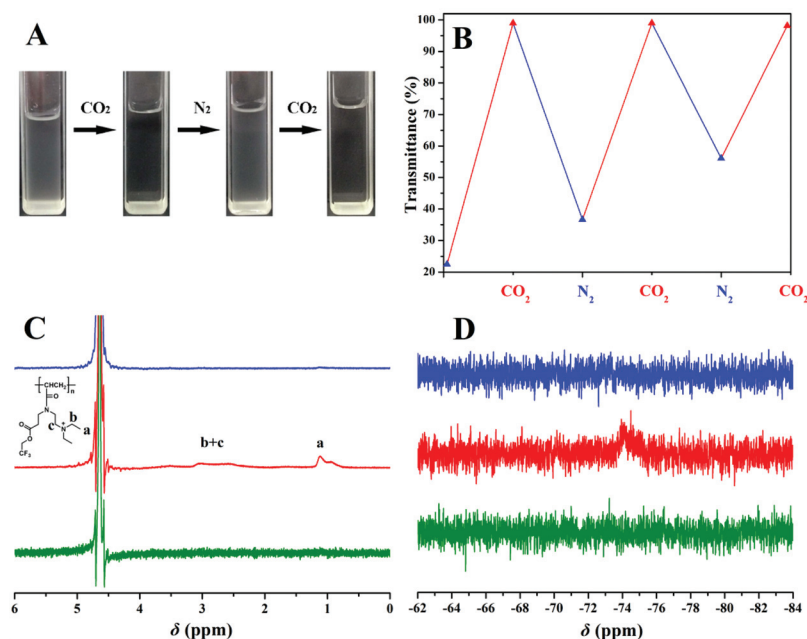 A
CO₂
N₂
CO₂
B
Transmittance (%)
100
90
80
70
60
50
40
30
20
CO₂
N₂
CO₂
N₂
CO₂
C
[CHCH₂]n
O
N
c
N⁺
b
a
O
O
CF₃
b+c
a
6
5
4
3
2
1
0
δ (ppm)
D
-62 -64 -66 -68 -70 -72 -74 -76 -78 -80 -82 -84
δ (ppm)